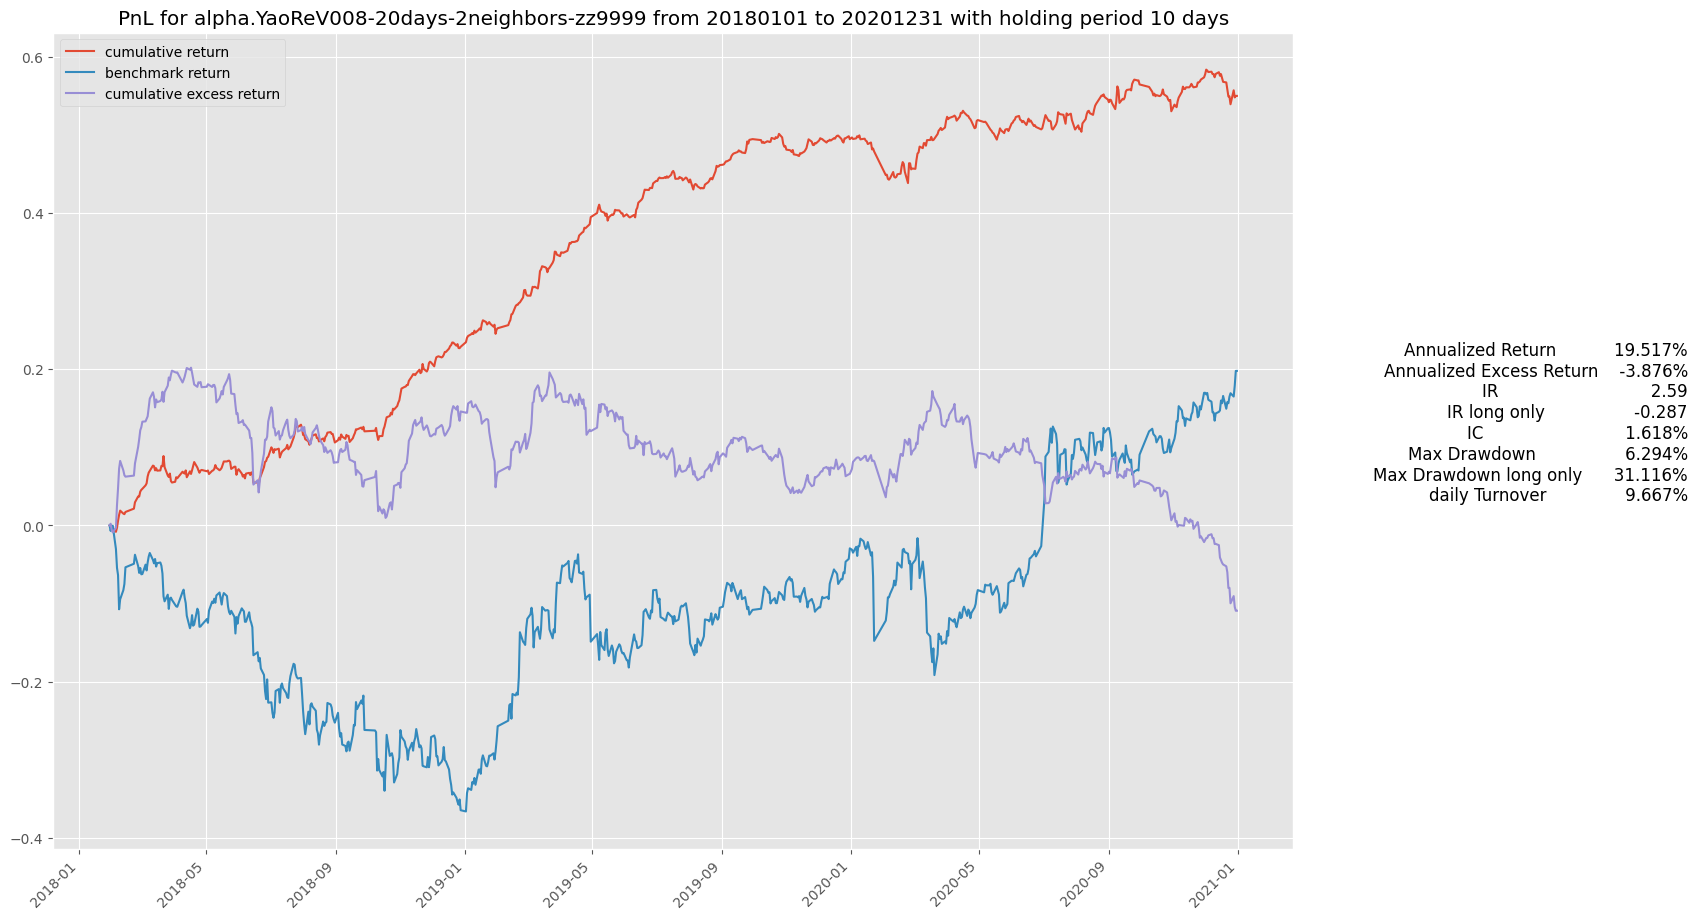 PnL for alpha.YaoReV008-20days-2neighbors-zz9999 from 20180101 to 20201231 with holding period 10 days
cumulative return
benchmark return
cumulative excess return
0.6
0.4
0.2
0.0
−0.2
−0.4
2018-01
2018-05
2018-09
2019-01
2019-05
2019-09
2020-01
2020-05
2020-09
2021-01
Annualized Return 19.517%
Annualized Excess Return -3.876%
IR 2.59
IR long only -0.287
IC 1.618%
Max Drawdown 6.294%
Max Drawdown long only 31.116%
daily Turnover 9.667%